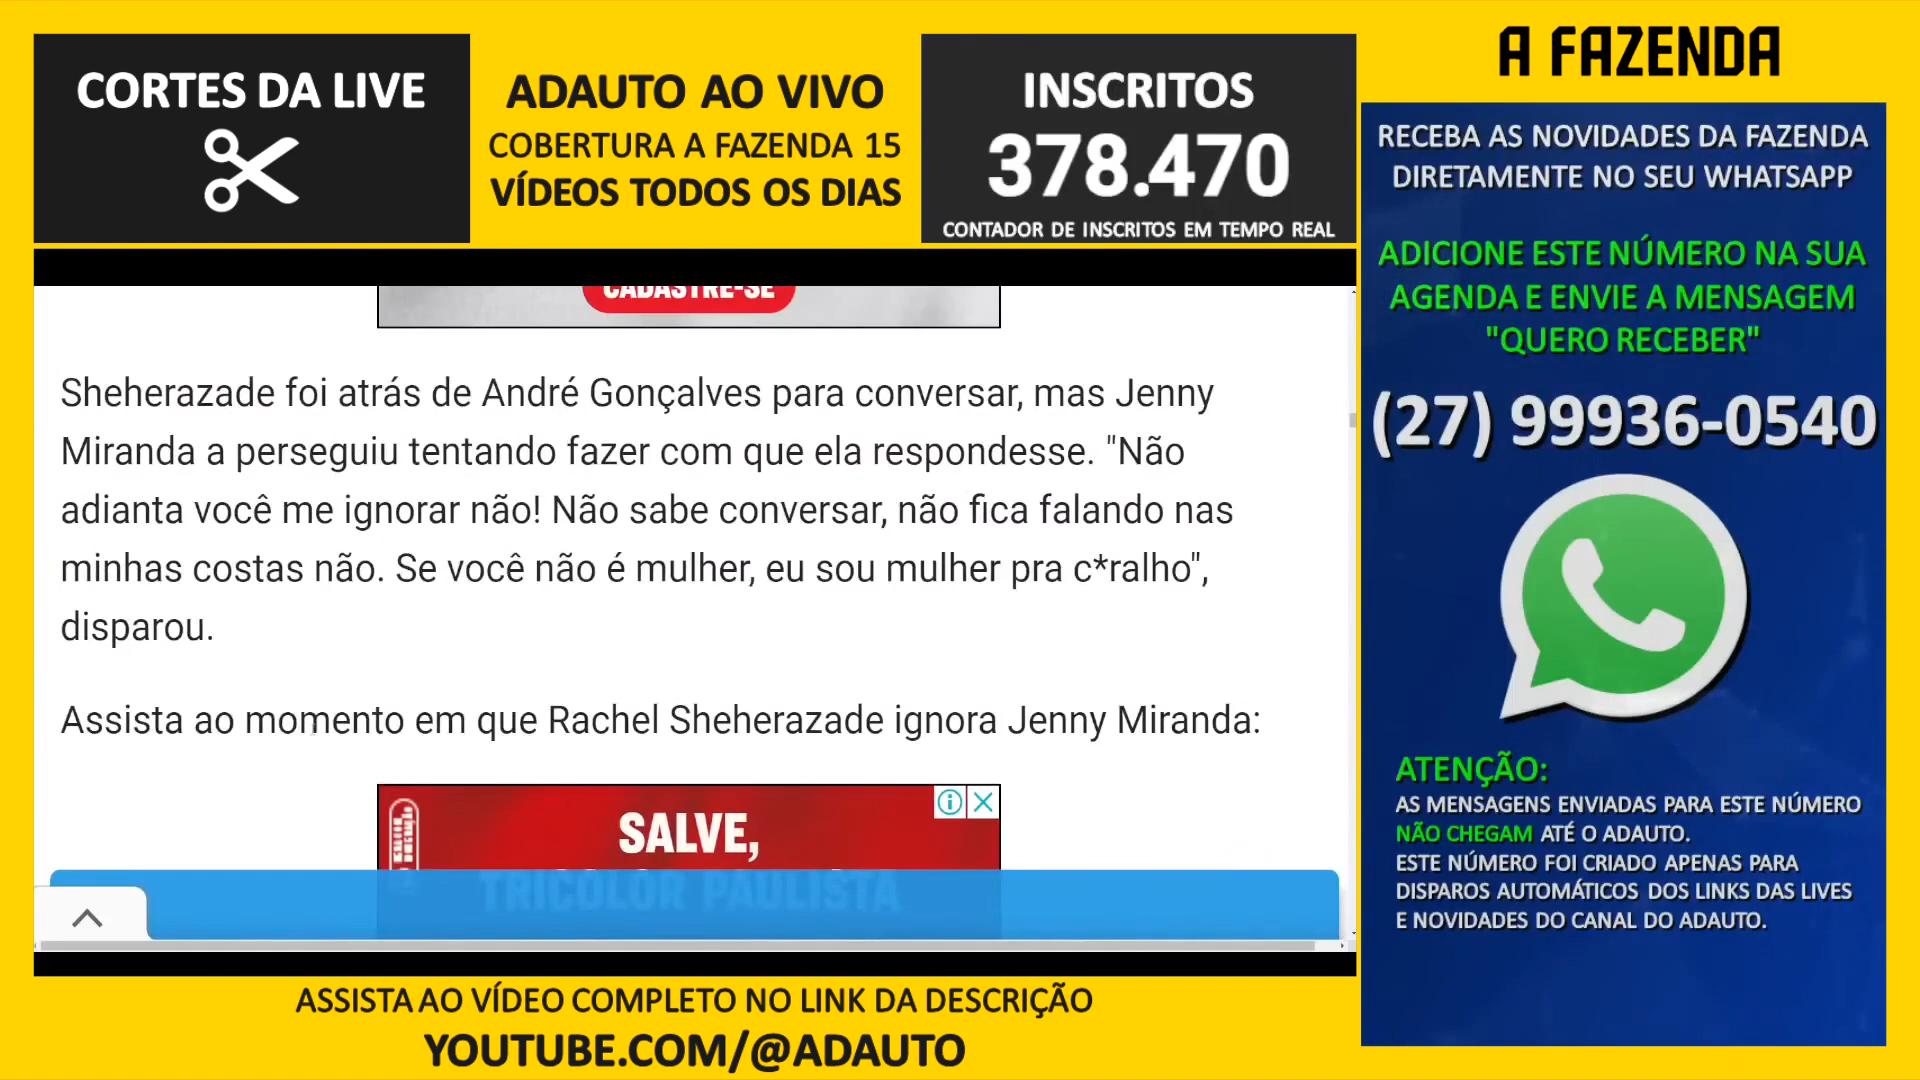 CORTES DA LIVE
ADAUTO AO VIVO
COBERTURA A FAZENDA 15
VÍDEOS TODOS OS DIAS
INSCRITOS
378.470
CONTADOR DE INSCRITOS EM TEMPO REAL
A FAZENDA
RECEBA AS NOVIDADES DA FAZENDA
DIRETAMENTE NO SEU WHATSAPP
ADICIONE ESTE NÚMERO NA SUA
AGENDA E ENVIE A MENSAGEM
"QUERO RECEBER"
(27) 99936-0540
ATENÇÃO:
AS MENSAGENS ENVIADAS PARA ESTE NÚMERO
NÃO CHEGAM ATÉ O ADAUTO.
ESTE NÚMERO FOI CRIADO APENAS PARA
DISPAROS AUTOMÁTICOS DOS LINKS DAS LIVES
E NOVIDADES DO CANAL DO ADAUTO.
CADASTRE-SE
Sheherazade foi atrás de André Gonçalves para conversar, mas Jenny
Miranda a perseguiu tentando fazer com que ela respondesse. "Não
adianta você me ignorar não! Não sabe conversar, não fica falando nas
minhas costas não. Se você não é mulher, eu sou mulher pra c*ralho",
disparou.
Assista ao momento em que Rachel Sheherazade ignora Jenny Miranda:
SALVE,
TRICOLOR PAULISTA
ASSISTA AO VÍDEO COMPLETO NO LINK DA DESCRIÇÃO
YOUTUBE.COM/@ADAUTO